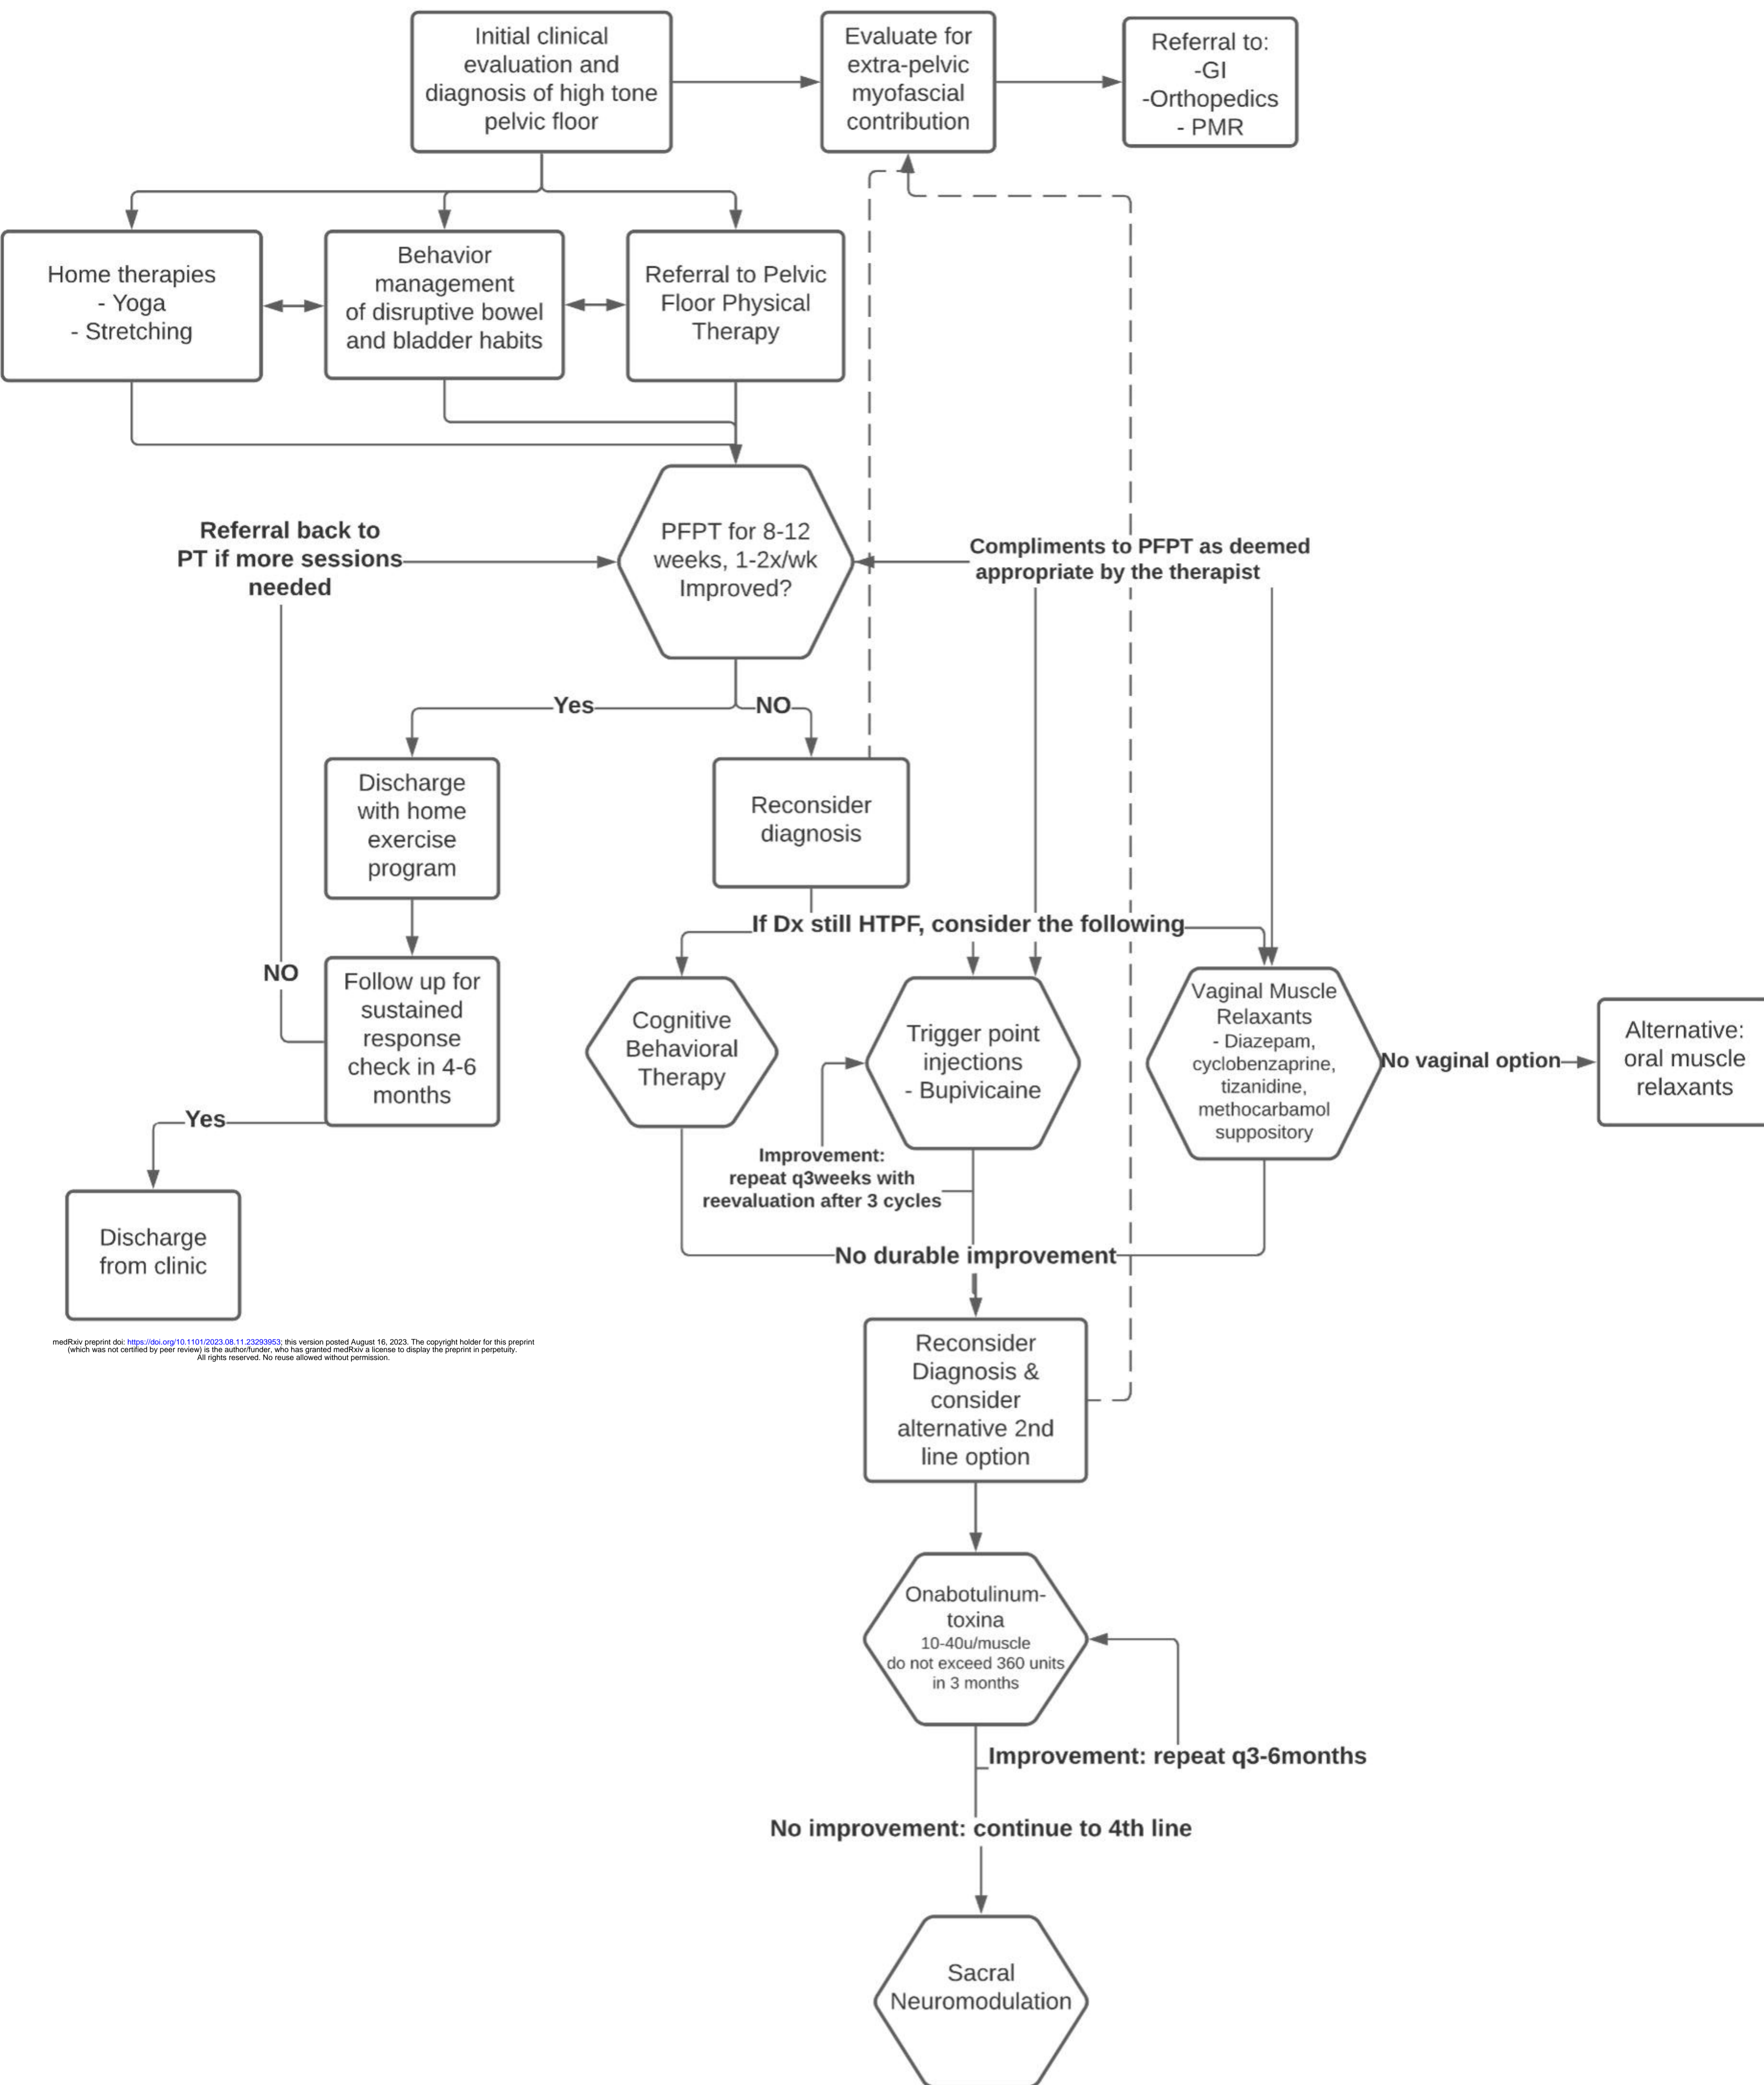 Initial clinical
evaluation and
diagnosis of high tone
pelvic floor
Evaluate for
extra-pelvic
myofascial
contribution
Referral to:
-GI
-Orthopedics
- PMR
Home therapies
- Yoga
- Stretching
Behavior
management
of disruptive bowel
and bladder habits
Referral to Pelvic
Floor Physical
Therapy
Referral back to
PT if more sessions
needed
PFPT for 8-12
weeks, 1-2x/wk
Improved?
Compliments to PFPT as deemed
appropriate by the therapist
Yes
NO
Discharge
with home
exercise
program
Reconsider
diagnosis
If Dx still HTPF, consider the following
NO
Follow up for
sustained
response
check in 4-6
months
Cognitive
Behavioral
Therapy
Trigger point
injections
- Bupivicaine
Vaginal Muscle
Relaxants
- Diazepam,
cyclobenzaprine,
tizanidine,
methocarbamol
suppository
No vaginal option
Alternative:
oral muscle
relaxants
Yes
Improvement:
repeat q3weeks with
reevaluation after 3 cycles
Discharge
from clinic
No durable improvement
medRxiv preprint doi: https://doi.org/10.1101/2023.08.11.23293953; this version posted August 16, 2023. The copyright holder for this preprint
(which was not certified by peer review) is the author/funder, who has granted medRxiv a license to display the preprint in perpetuity.
All rights reserved. No reuse allowed without permission.
Reconsider
Diagnosis &
consider
alternative 2nd
line option
Onabotulinum-
toxina
10-40u/muscle
do not exceed 360 units
in 3 months
Improvement: repeat q3-6months
No improvement: continue to 4th line
Sacral
Neuromodulation